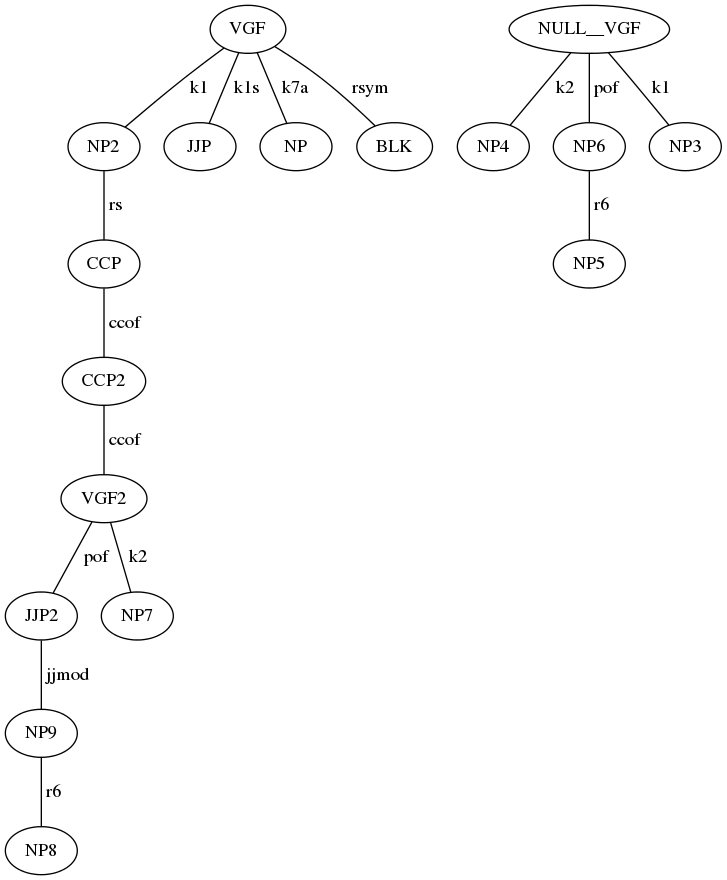 VGF NULL__VGF
k1 k1s k7a rsym k2 pof k1
NP2 JJP NP BLK NP4 NP6 NP3
rs r6
CCP NP5
ccof
CCP2
ccof
VGF2
pof k2
JJP2 NP7
jjmod
NP9
r6
NP8